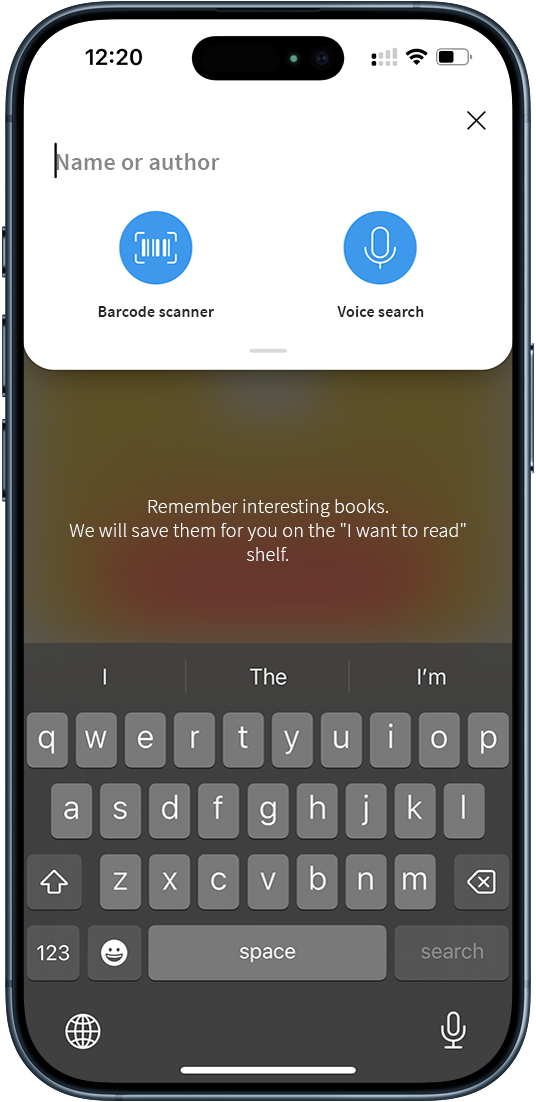 12:20
Name or author
Barcode scanner Voice search
Remember interesting books.
We will save them for you on the "I want to read"
shelf.
I The I'm
q w e r t y u i o p
a s d f g h j k l
z x c v b n m
123 space search